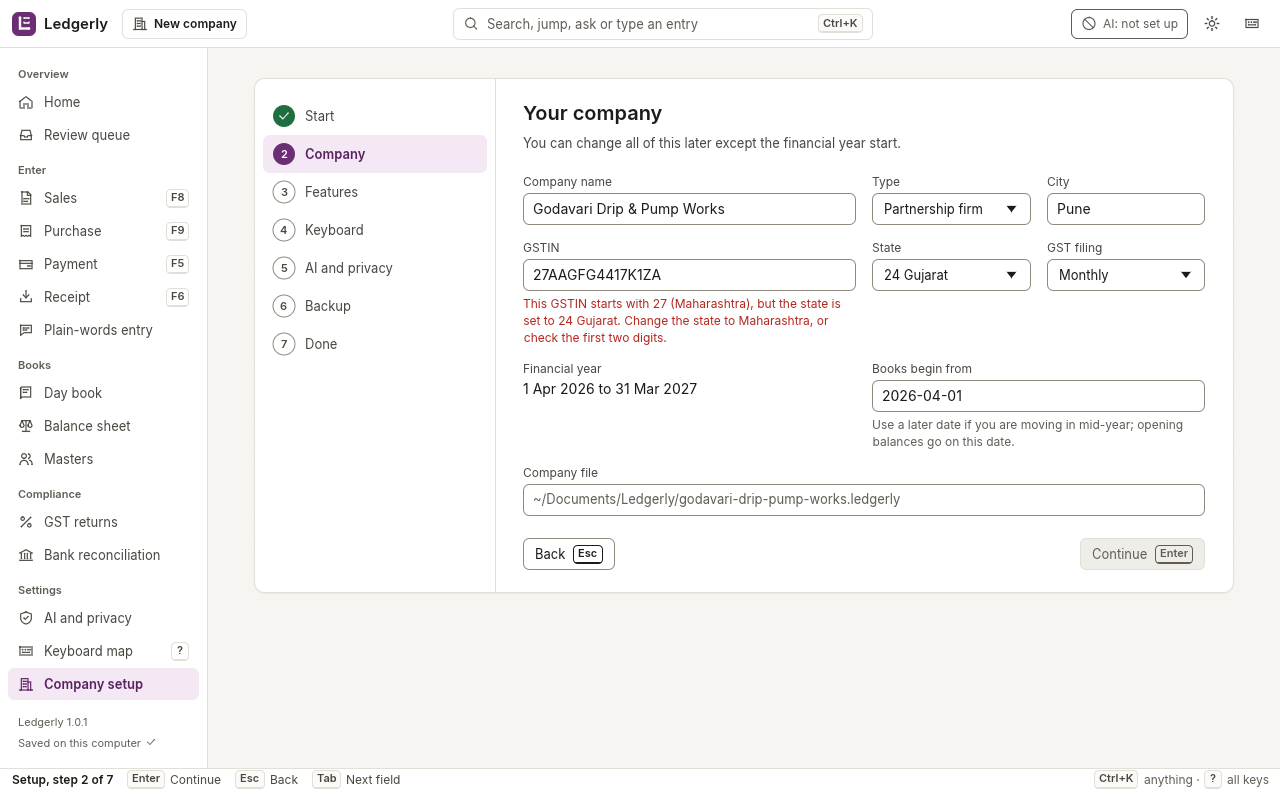 Ledgerly
New company
Search, jump, ask or type an entry
Ctrl+K
AI: not set up
Overview
Home
Review queue
Enter
Sales F8
Purchase F9
Payment F5
Receipt F6
Plain-words entry
Books
Day book
Balance sheet
Masters
Compliance
GST returns
Bank reconciliation
Settings
AI and privacy
Keyboard map ?
Company setup
Ledgerly 1.0.1
Saved on this computer
Start
2 Company
3 Features
4 Keyboard
5 AI and privacy
6 Backup
7 Done
Your company
You can change all of this later except the financial year start.
Company name Type City
Godavari Drip & Pump Works Partnership firm Pune
GSTIN State GST filing
27AAGFG4417K1ZA 24 Gujarat Monthly
This GSTIN starts with 27 (Maharashtra), but the state is
set to 24 Gujarat. Change the state to Maharashtra, or
check the first two digits.
Financial year Books begin from
1 Apr 2026 to 31 Mar 2027 2026-04-01
Use a later date if you are moving in mid-year; opening
balances go on this date.
Company file
~/Documents/Ledgerly/godavari-drip-pump-works.ledgerly
Back Esc Continue Enter
Setup, step 2 of 7 Enter Continue Esc Back Tab Next field Ctrl+K anything · ? all keys